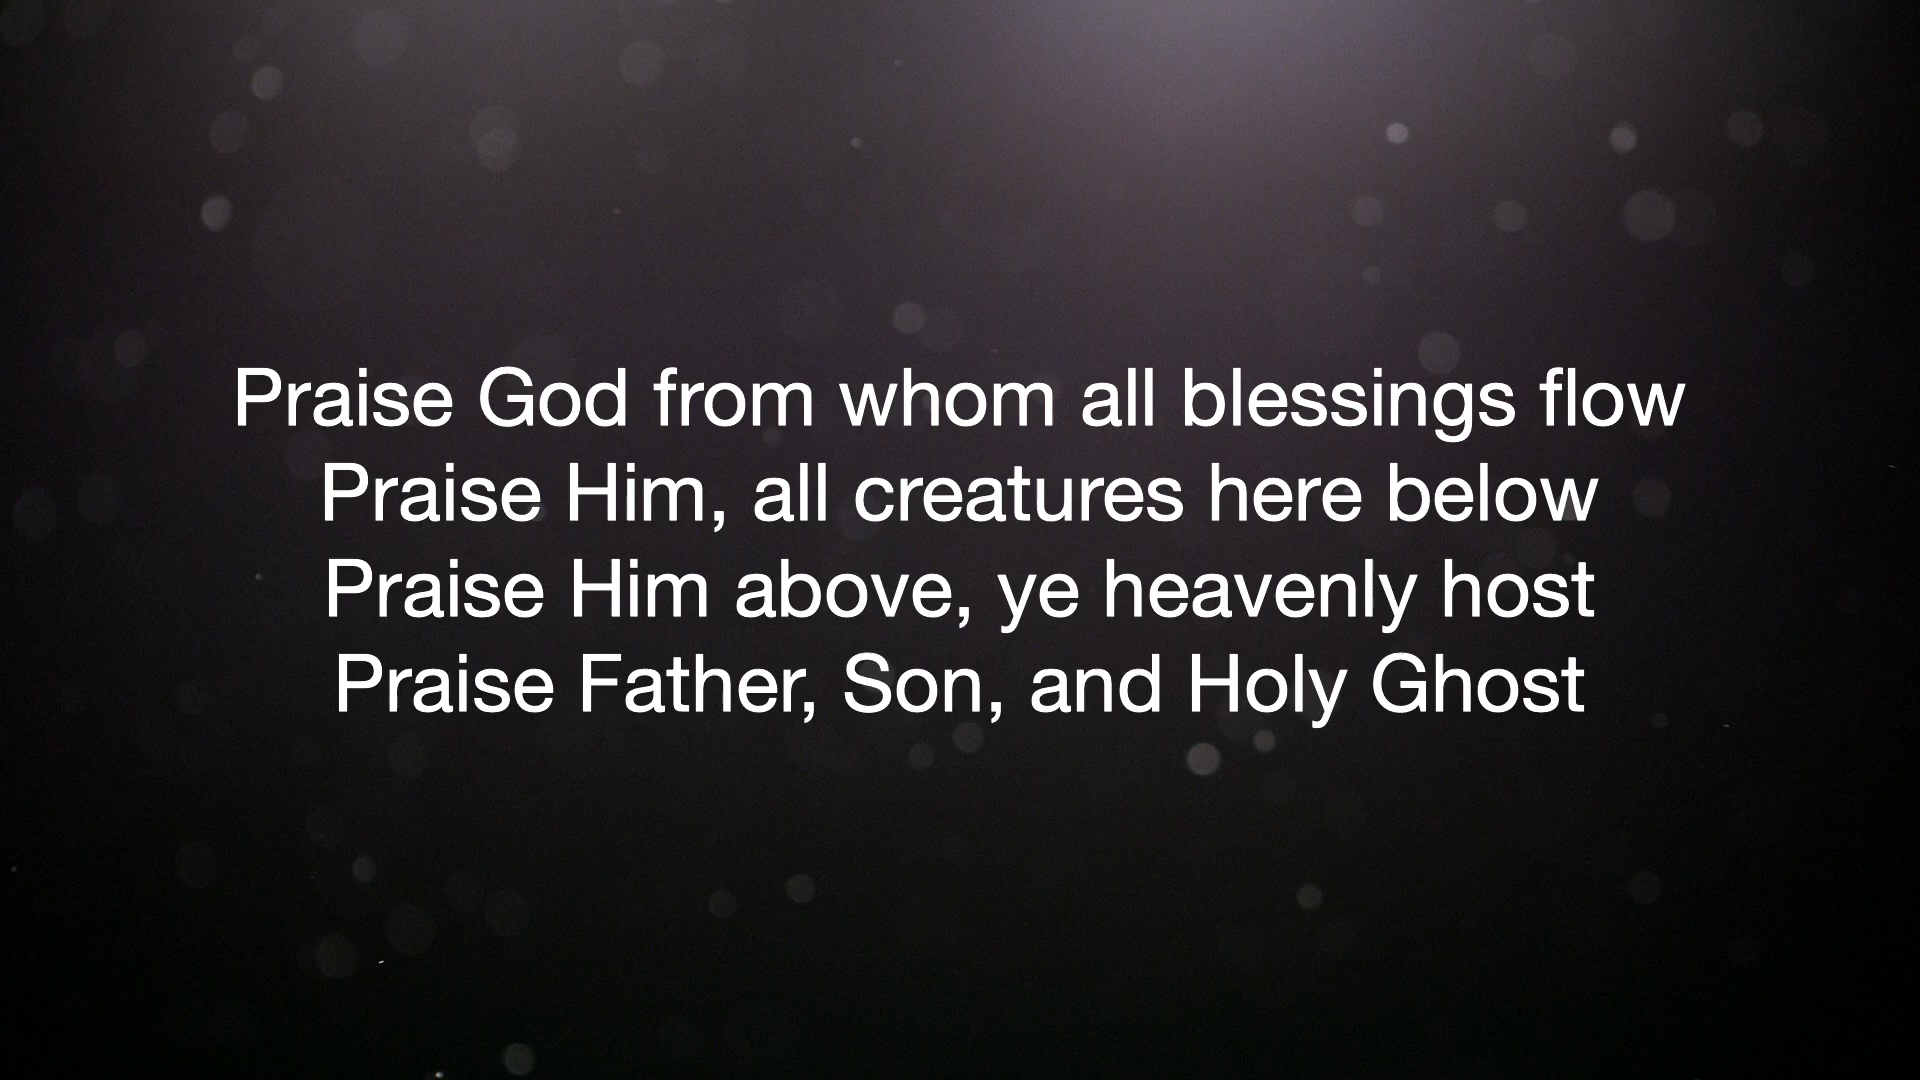 Praise God from whom all blessings flow
Praise Him, all creatures here below
Praise Him above, ye heavenly host
Praise Father, Son, and Holy Ghost